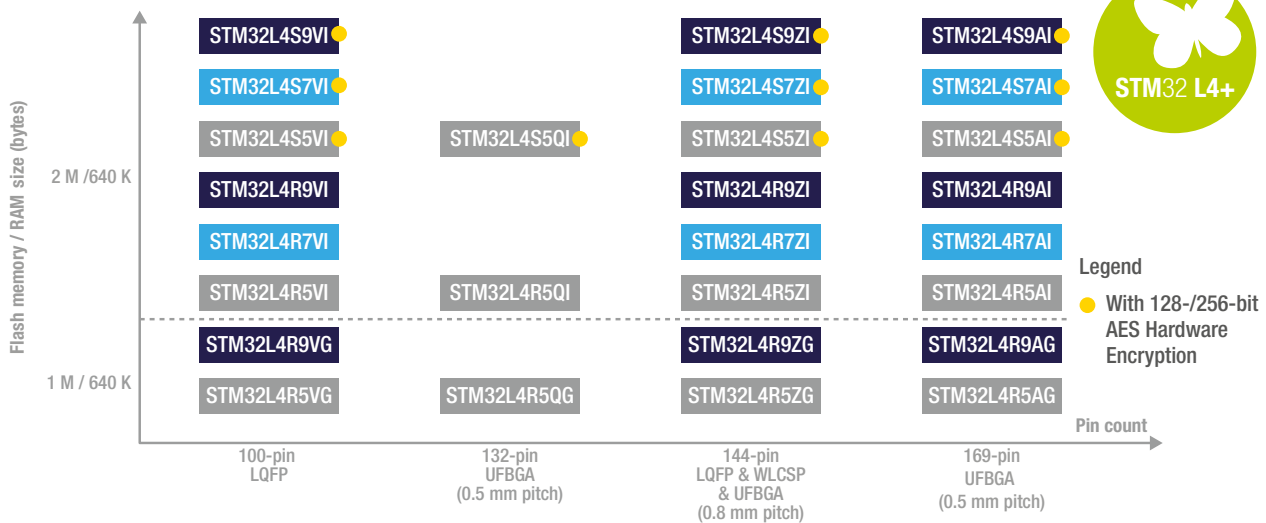 STM32L4S9VI
STM32L4S9ZI
STM32L4S9AI
STM32L4S7VI
STM32L4S7ZI
STM32L4S7AI
STM32 L4+
STM32L4S5VI
STM32L4S5QI
STM32L4S5ZI
STM32L4S5AI
Flash memory / RAM size (bytes)
2 M /640 K
STM32L4R9VI
STM32L4R9ZI
STM32L4R9AI
STM32L4R7VI
STM32L4R7ZI
STM32L4R7AI
STM32L4R5VI
STM32L4R5QI
STM32L4R5ZI
STM32L4R5AI
Legend
With 128-/256-bit
AES Hardware
Encryption
STM32L4R9VG
STM32L4R9ZG
STM32L4R9AG
1 M / 640 K
STM32L4R5VG
STM32L4R5QG
STM32L4R5ZG
STM32L4R5AG
Pin count
100-pin
LQFP
132-pin
UFBGA
(0.5 mm pitch)
144-pin
LQFP & WLCSP
& UFBGA
(0.8 mm pitch)
169-pin
UFBGA
(0.5 mm pitch)